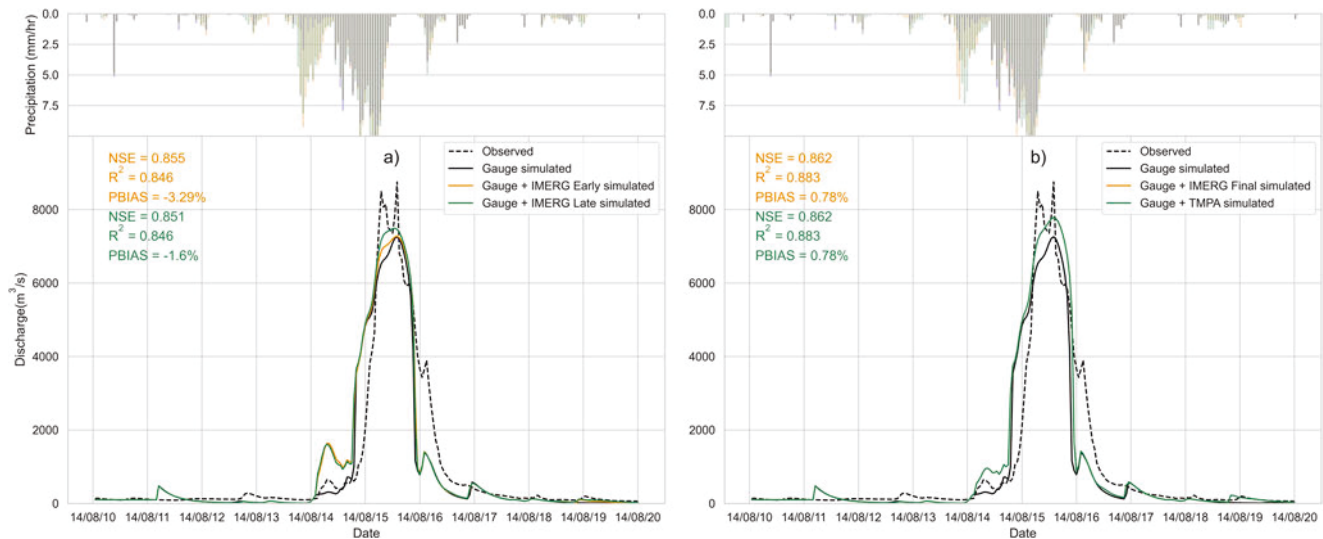 0.0
2.5
5.0
7.5
Precipitation (mm/hr)
a)
NSE = 0.855
R² = 0.846
PBIAS = -3.29%
NSE = 0.851
R² = 0.846
PBIAS = -1.6%
Observed
Gauge simulated
Gauge + IMERG Early simulated
Gauge + IMERG Late simulated
8000
6000
4000
2000
0
Discharge(m³/s)
14/08/10 14/08/11 14/08/12 14/08/13 14/08/14 14/08/15 14/08/16 14/08/17 14/08/18 14/08/19 14/08/20
Date
0.0
2.5
5.0
7.5
b)
NSE = 0.862
R² = 0.883
PBIAS = 0.78%
NSE = 0.862
R² = 0.883
PBIAS = 0.78%
Observed
Gauge simulated
Gauge + IMERG Final simulated
Gauge + TMPA simulated
8000
6000
4000
2000
0
14/08/10 14/08/11 14/08/12 14/08/13 14/08/14 14/08/15 14/08/16 14/08/17 14/08/18 14/08/19 14/08/20
Date